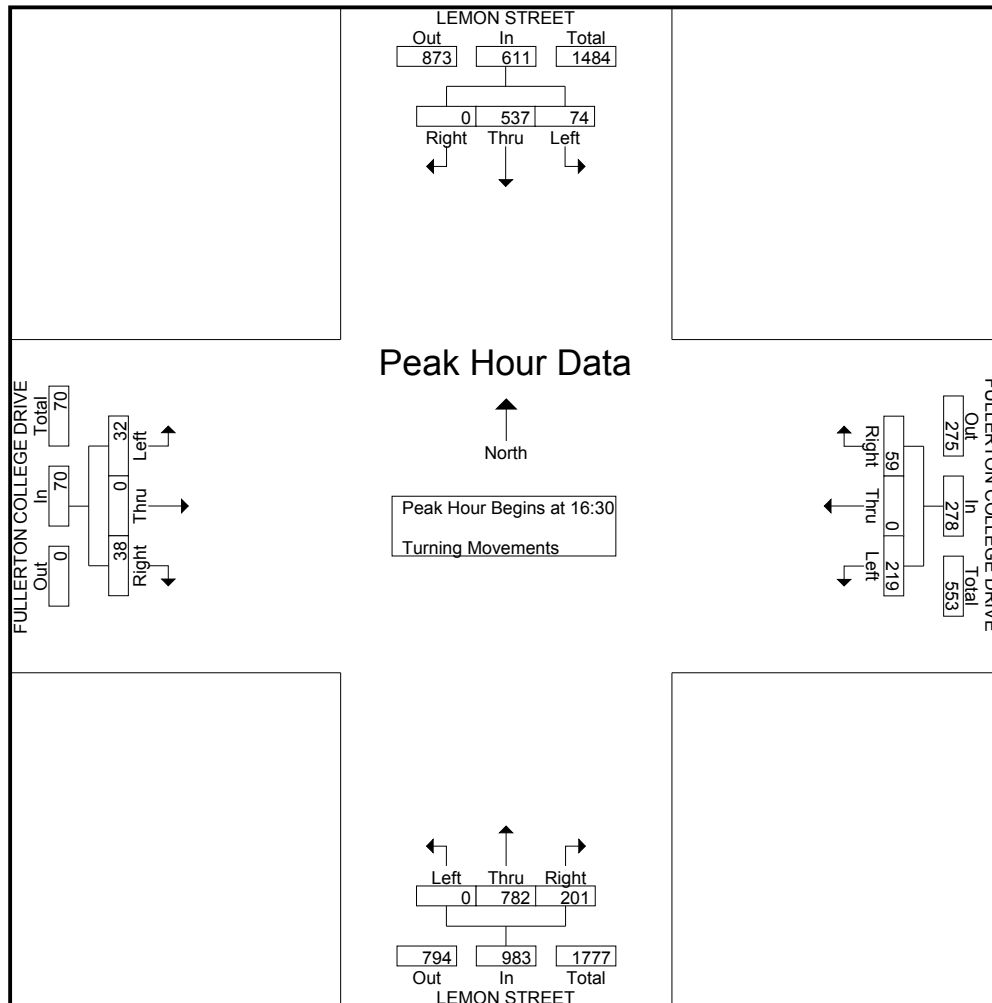 LEMON STREET
Out In Total
873 611 1484
0 537 74
Right Thru Left
Peak Hour Data
North
Peak Hour Begins at 16:30
Turning Movements
FULLERTON COLLEGE DRIVE
Out In Total
0 70 70
Right Thru Left
38 0 32
FULLERTON COLLEGE DRIVE
Out In Total
275 278 553
Right Thru Left
59 0 219
Left Thru Right
0 782 201
794 983 1777
Out In Total
LEMON STREET